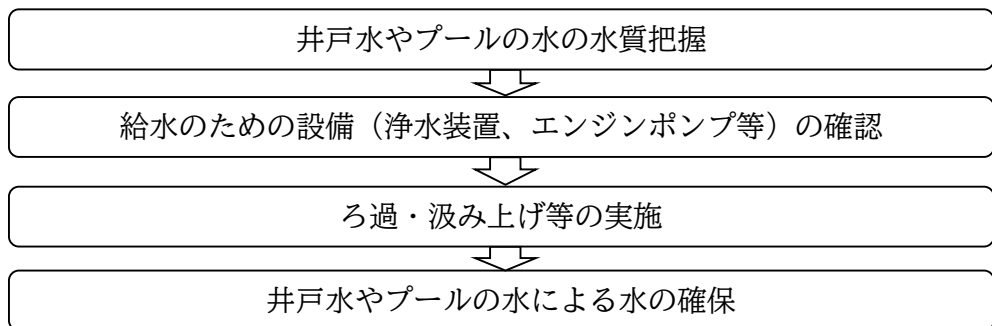 井戸水やプールの水の水質把握
給水のための設備（浄水装置、エンジンポンプ等）の確認
ろ過・汲み上げ等の実施
井戸水やプールの水による水の確保